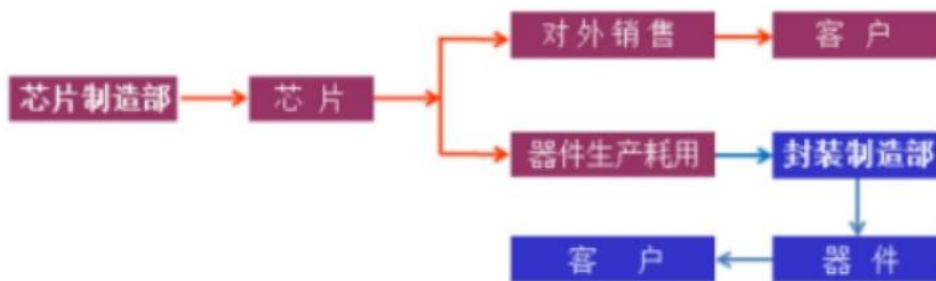 对外销售
客户
芯片制造部
芯片
器件生产耗用
封装制造部
客户
器件